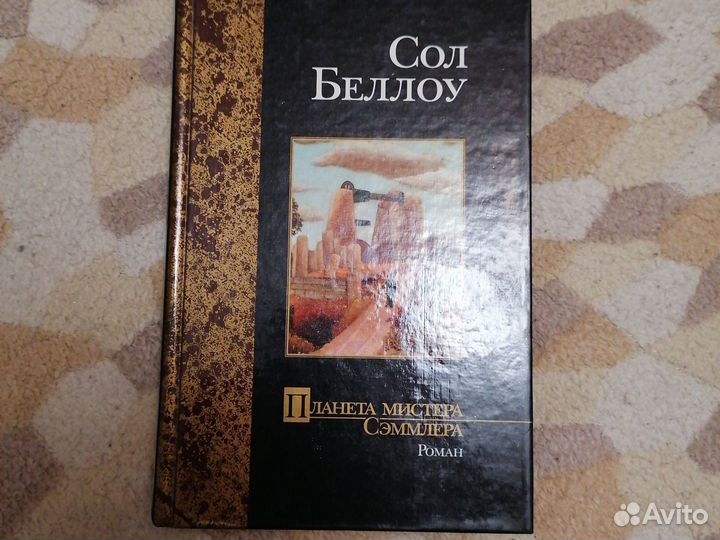 Сол
Беллоу
Планета мистера
Сэммлера
Роман
Avito